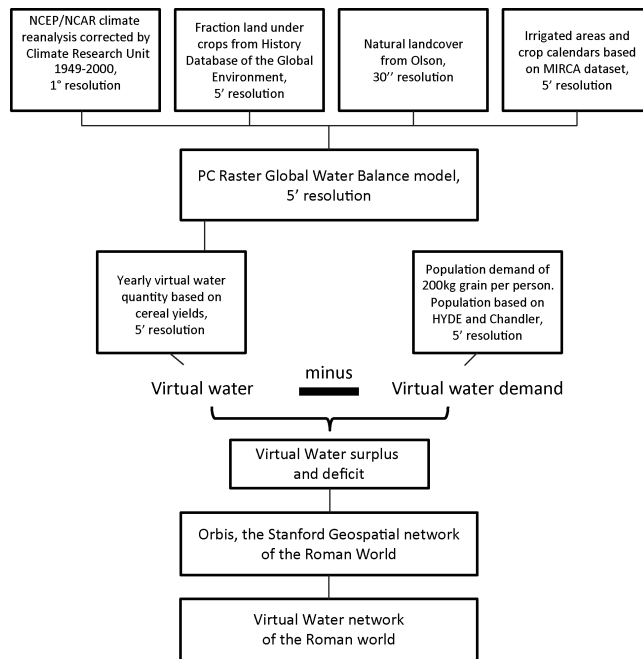 NCEP/NCAR climate
reanalysis corrected by
Climate Research Unit
1949-2000,
1° resolution
Fraction land under
crops from History
Database of the Global
Environment,
5’ resolution
Natural landcover
from Olson,
30’’ resolution
Irrigated areas and
crop calendars based
on MIRCA dataset,
5’ resolution
PC Raster Global Water Balance model,
5’ resolution
Yearly virtual water
quantity based on
cereal yields,
5’ resolution
Population demand of
200kg grain per person.
Population based on
HYDE and Chandler,
5’ resolution
Virtual water
minus
Virtual water demand
Virtual Water surplus
and deficit
Orbis, the Stanford Geospatial network
of the Roman World
Virtual Water network
of the Roman world